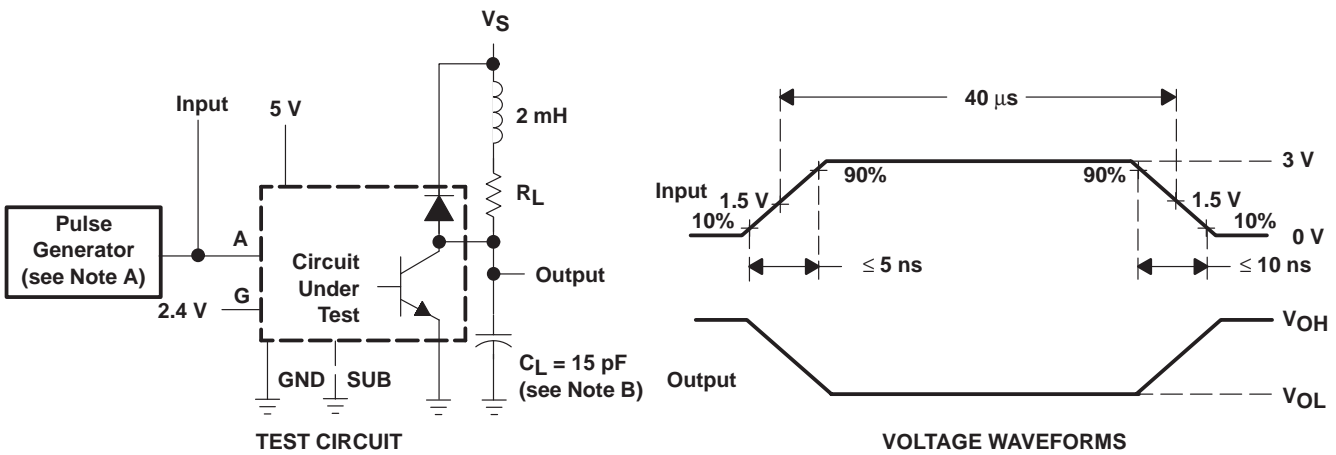 VS
Input
5 V
2 mH
RL
Pulse
Generator
(see Note A)
A
G
2.4 V
Circuit
Under
Test
Output
GND
SUB
CL = 15 pF
(see Note B)
TEST CIRCUIT
40 μs
3 V
90%
90%
Input
1.5 V
1.5 V
10%
10%
0 V
≤ 5 ns
≤ 10 ns
VOH
Output
VOL
VOLTAGE WAVEFORMS